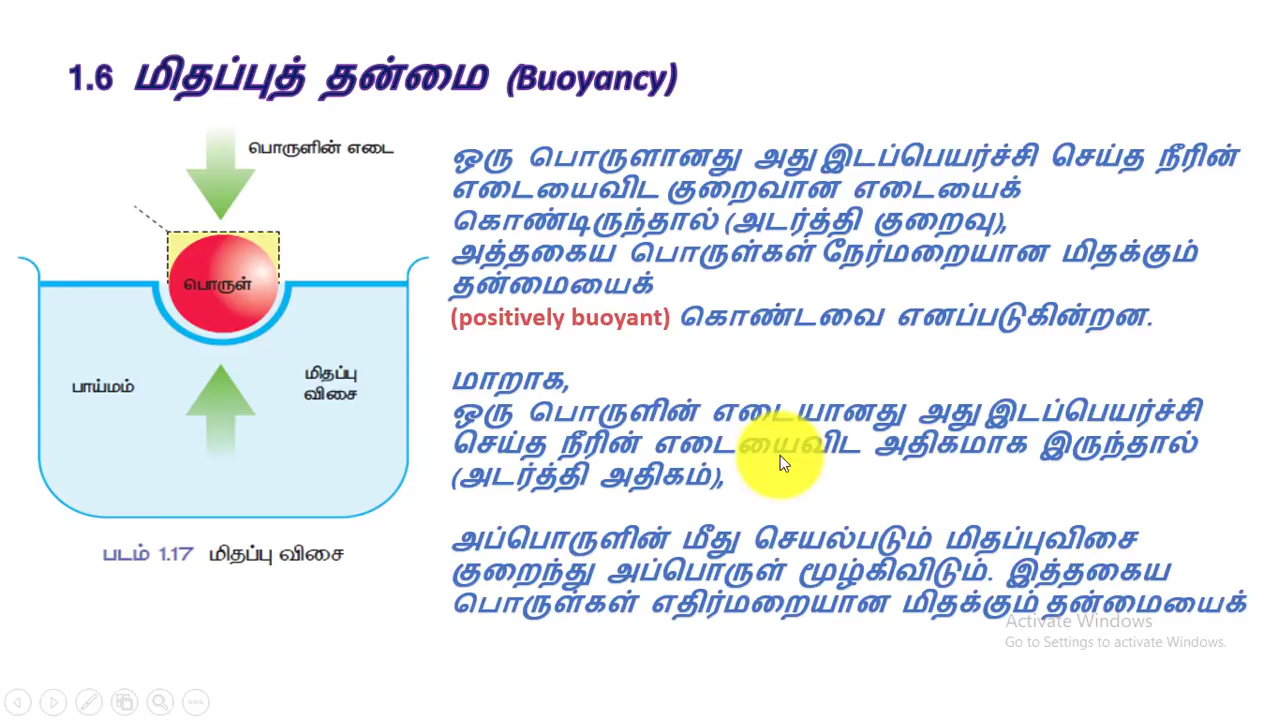 1.6 மிதப்புத் தன்மை (Buoyancy)
பொருளின் எடை
பொருள்
பாய்மம்
மிதப்பு
விசை
படம் 1.17 மிதப்பு விசை
ஒரு பொருளானது அது இடப்பெயர்ச்சி செய்த நீரின்
எடையைவிட குறைவான எடையைக்
கொண்டிருந்தால் (அடர்த்தி குறைவு),
அத்தகைய பொருள்கள் நேர்மறையான மிதக்கும்
தன்மையைக்
(positively buoyant) கொண்டவை எனப்படுகின்றன.
மாறாக,
ஒரு பொருளின் எடையானது அது இடப்பெயர்ச்சி
செய்த நீரின் எடையைவிட அதிகமாக இருந்தால்
(அடர்த்தி அதிகம்),
அப்பொருளின் மீது செயல்படும் மிதப்புவிசை
குறைந்து அப்பொருள் மூழ்கிவிடும். இத்தகைய
பொருள்கள் எதிர்மறையான மிதக்கும் தன்மையைக்
Activate Windows
Go to Settings to activate Windows.